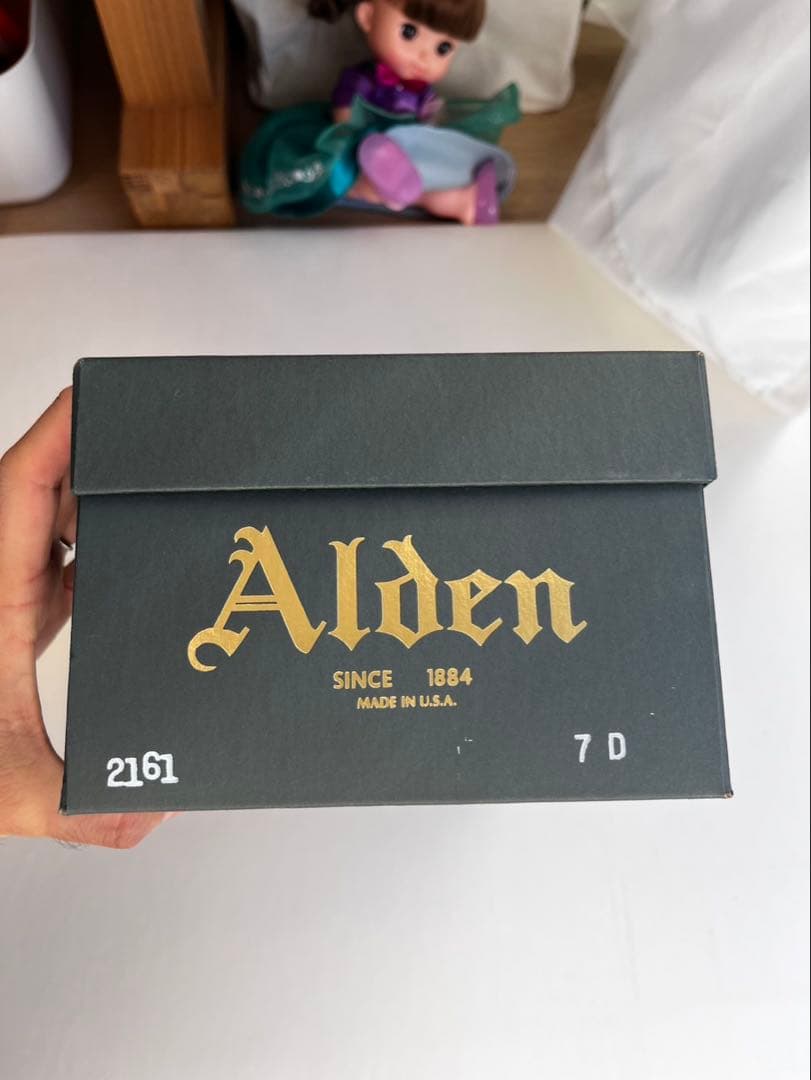 Alden
SINCE 1884
MADE IN U.S.A.
2161
7 D